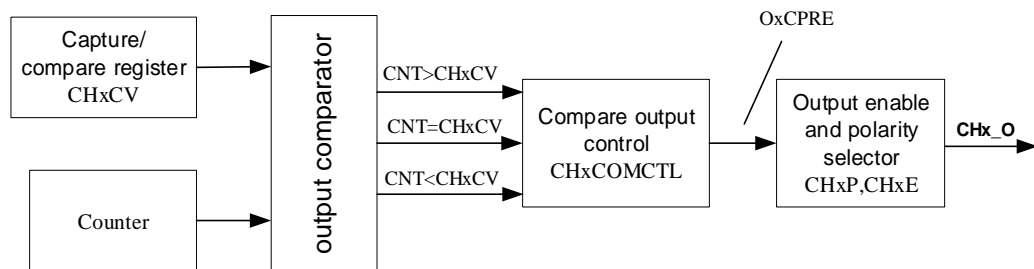 Capture/
compare register
CHxCV
Counter
output comparator
CNT>CHxCV
CNT=CHxCV
CNT<CHxCV
Compare output
control
CHxCOMCTL
OxCPRE
Output enable
and polarity
selector
CHxP,CHxE
CHx_O